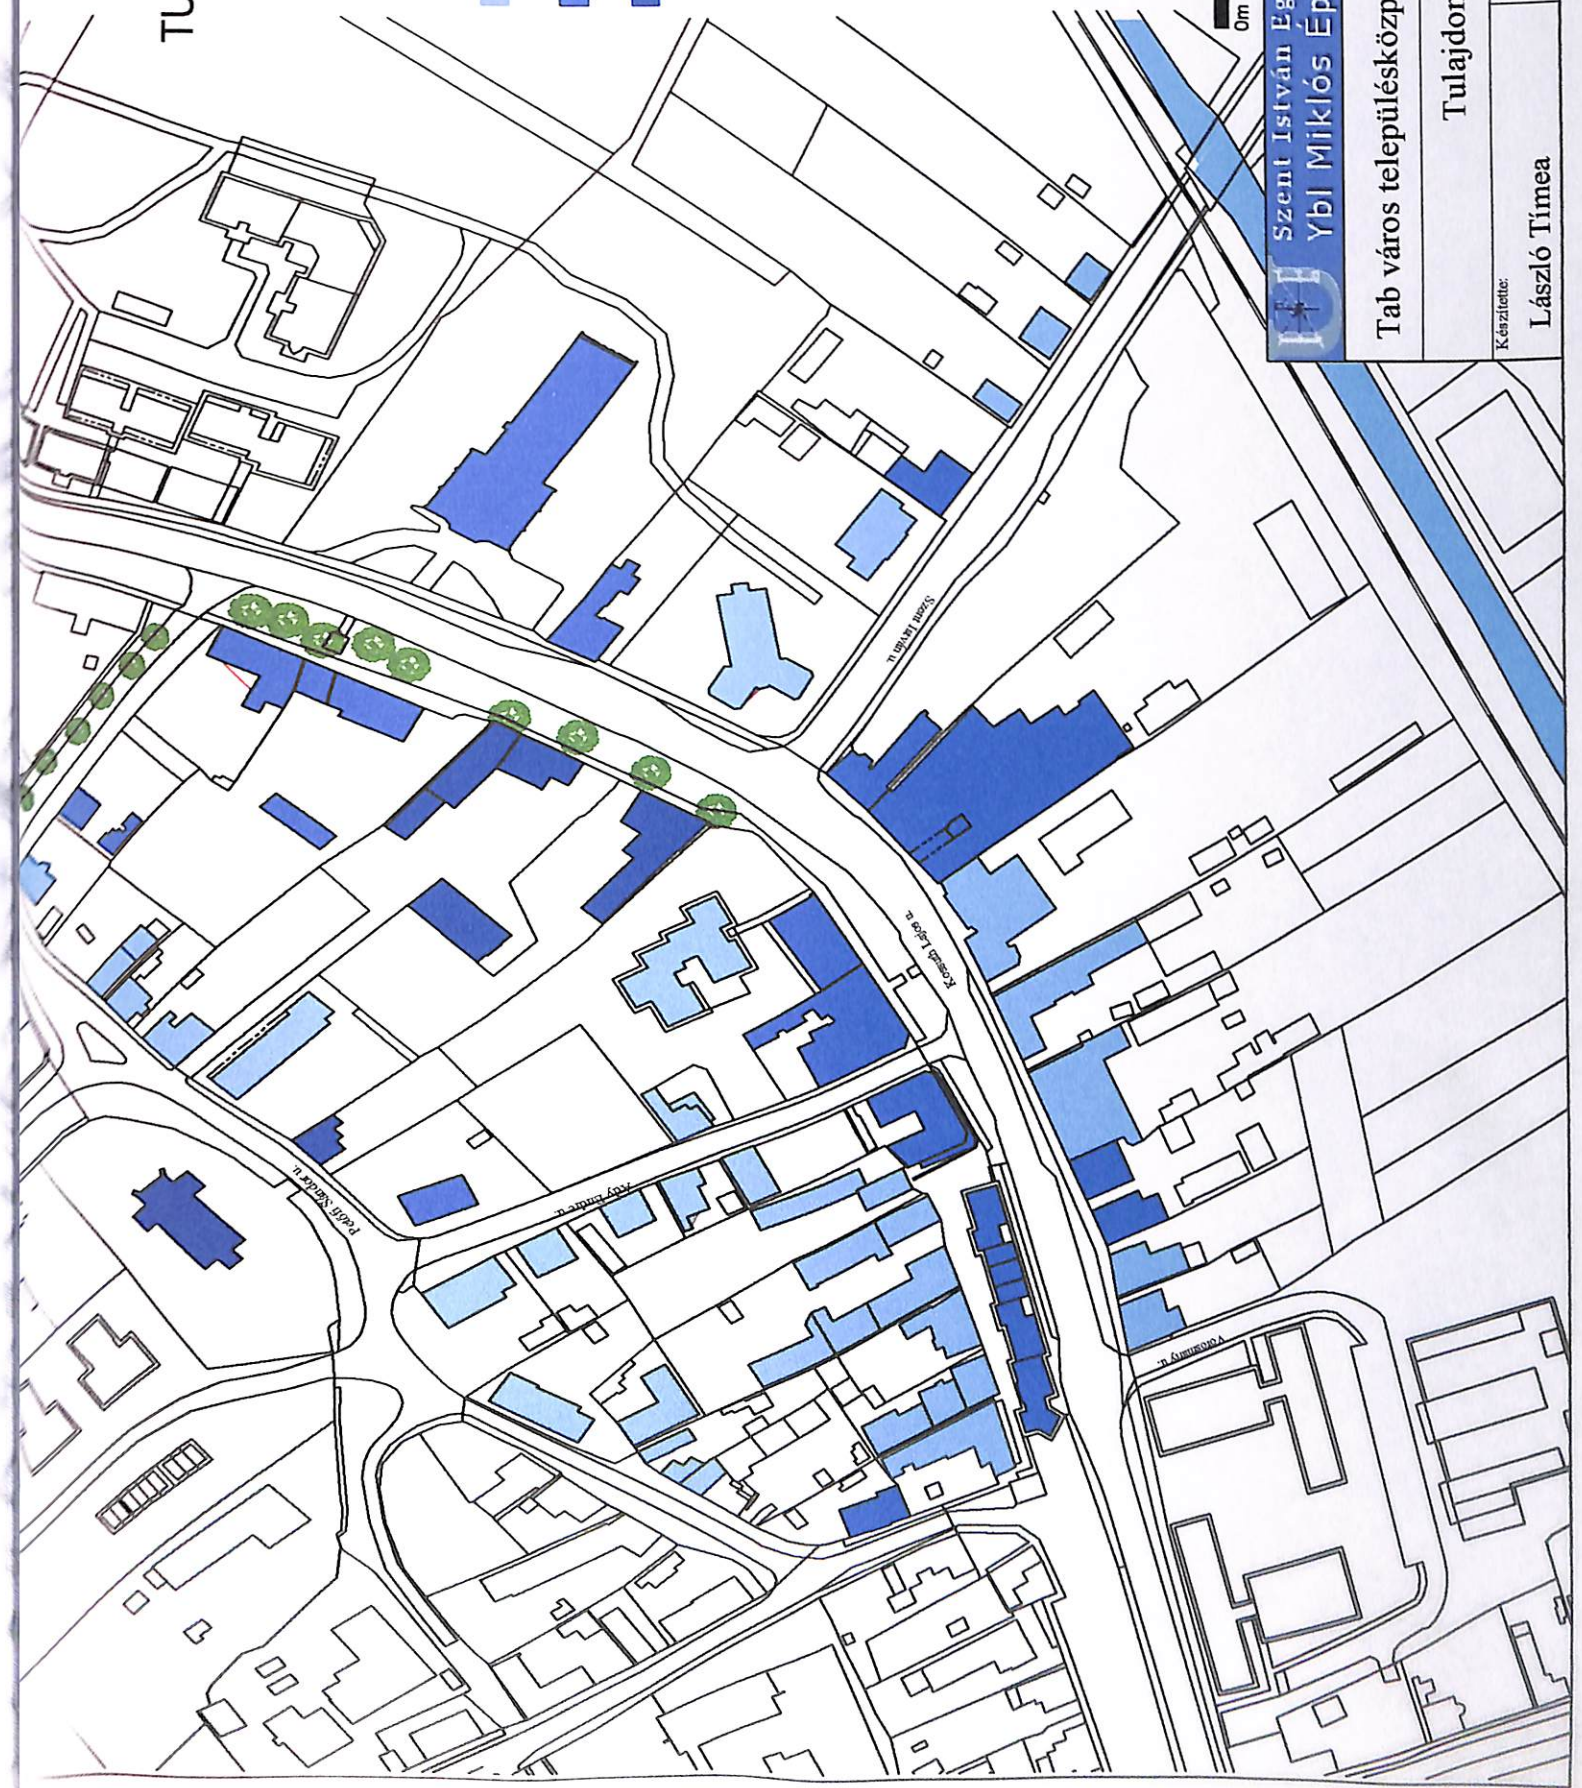 TU
0m
Szent István Eg
Ybl Miklós Ép
Tab város településközp
Tulajdon
Készítette:
László Tímea
Szent István u.
Kossuth Lajos u.
Petőfi Sándor u.
Ady Endre u.
Vörösmarty u.